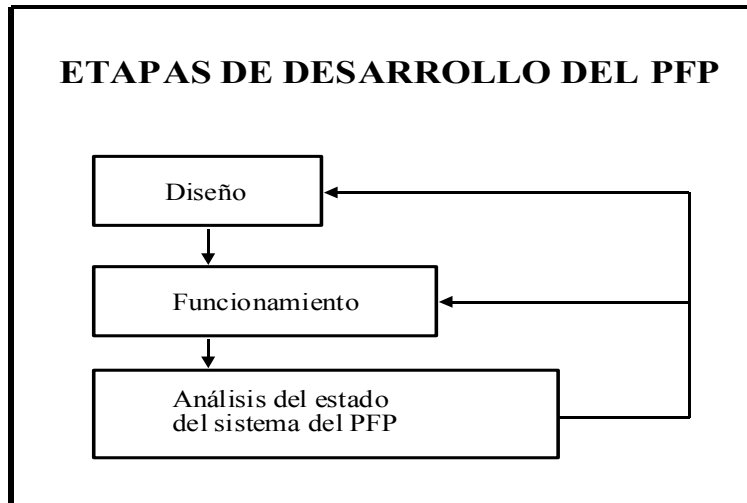 ETAPAS DE DESARROLLO DEL PFP
Diseño
Funcionamiento
Análisis del estado
del sistema del PFP